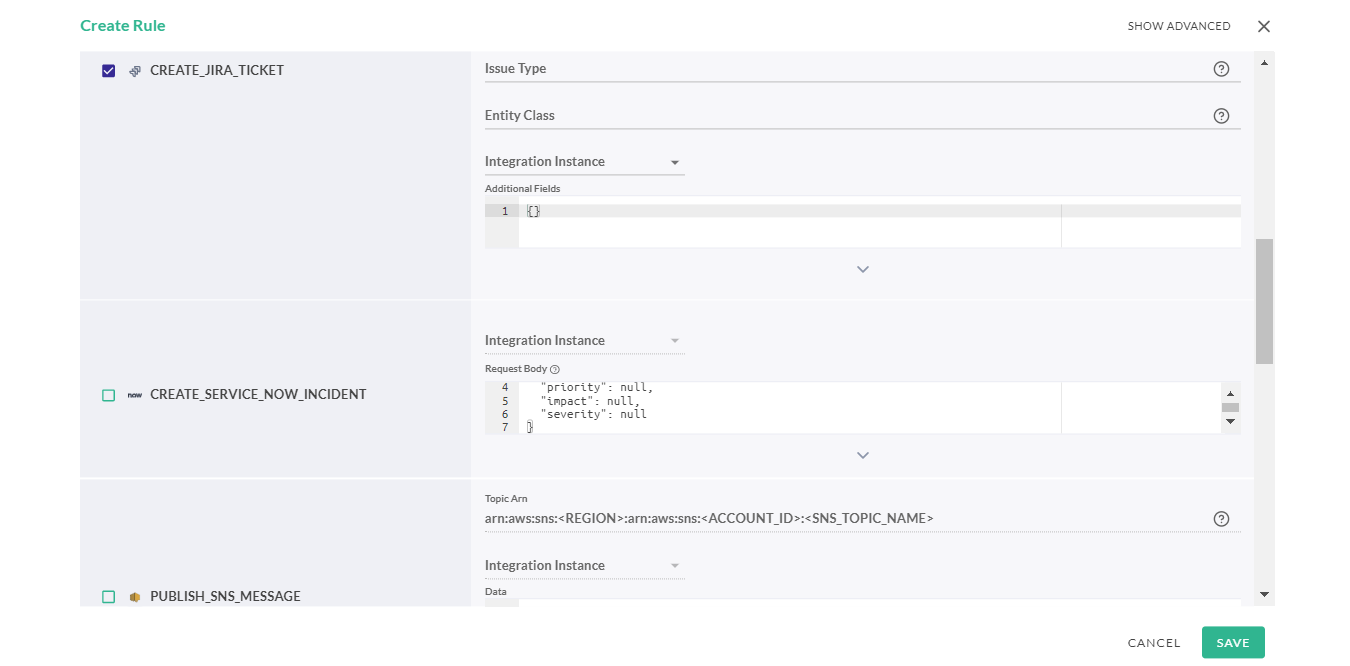 Create Rule
SHOW ADVANCED
CREATE_JIRA_TICKET
Issue Type
Entity Class
Integration Instance
Additional Fields
1 {}
Integration Instance
Request Body
CREATE_SERVICE_NOW_INCIDENT
now
4 "priority": null,
5 "impact": null,
6 "severity": null
7 }
Topic Arn
arn:aws:sns:<REGION>:arn:aws:sns:<ACCOUNT_ID>:<SNS_TOPIC_NAME>
Integration Instance
Data
PUBLISH_SNS_MESSAGE
CANCEL
SAVE